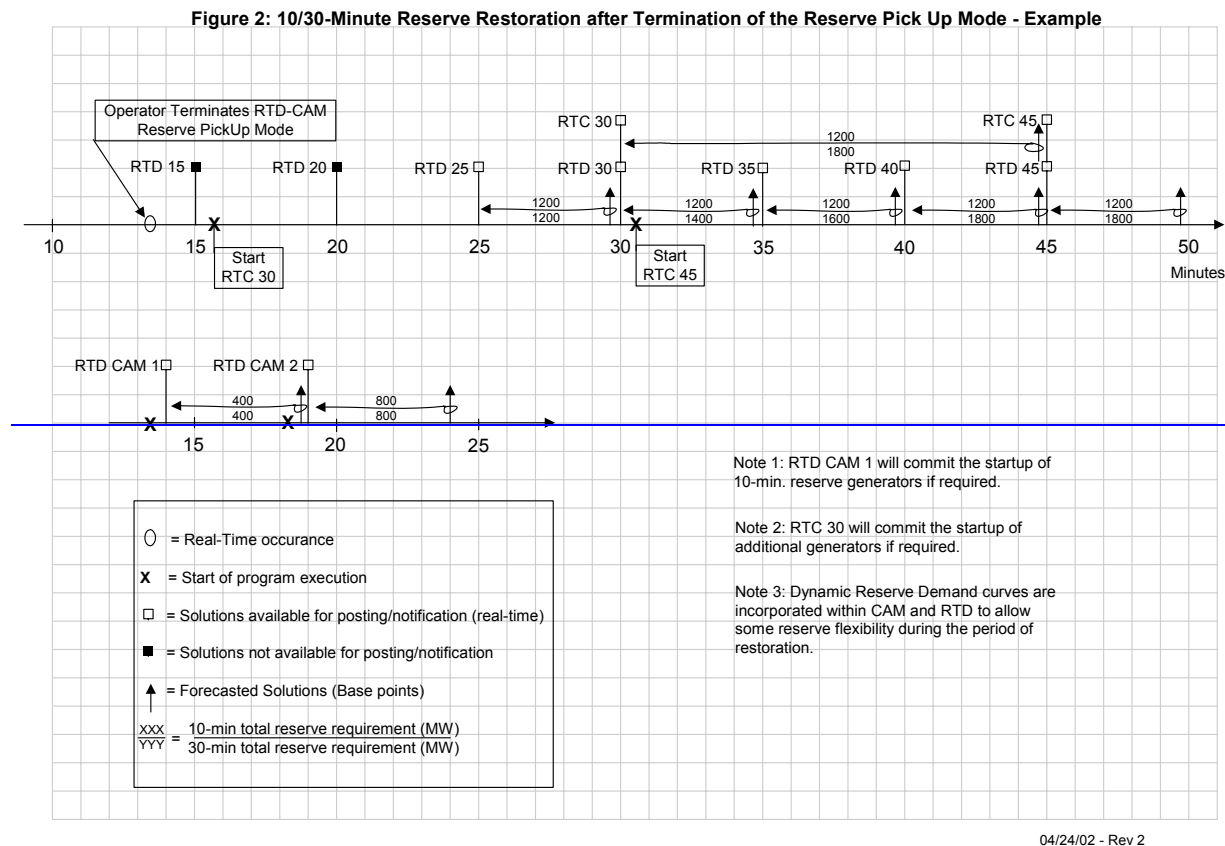 Figure 2: 10/30-Minute Reserve Restoration after Termination of the Reserve Pick Up Mode - Example
Operator Terminates RTD-CAM
Reserve PickUp Mode
RTC 30
RTC 45
1200
1800
RTD 15
RTD 20
RTD 25
RTD 30
RTD 35
RTD 40
RTD 45
1200
1200
1200
1400
1200
1600
1200
1800
1200
1800
10
15
20
25
30
35
40
45
50
X
X
Start
RTC 30
Start
RTC 45
Minutes
RTD CAM 1
RTD CAM 2
400
400
800
800
X
X
15
20
25
Note 1: RTD CAM 1 will commit the startup of
10-min. reserve generators if required.
Note 2: RTC 30 will commit the startup of
additional generators if required.
Note 3: Dynamic Reserve Demand curves are
incorporated within CAM and RTD to allow
some reserve flexibility during the period of
restoration.
= Real-Time occurance
X = Start of program execution
= Solutions available for posting/notification (real-time)
= Solutions not available for posting/notification
= Forecasted Solutions (Base points)
XXX = 10-min total reserve requirement (MW)
YYY 30-min total reserve requirement (MW)
04/24/02 - Rev 2